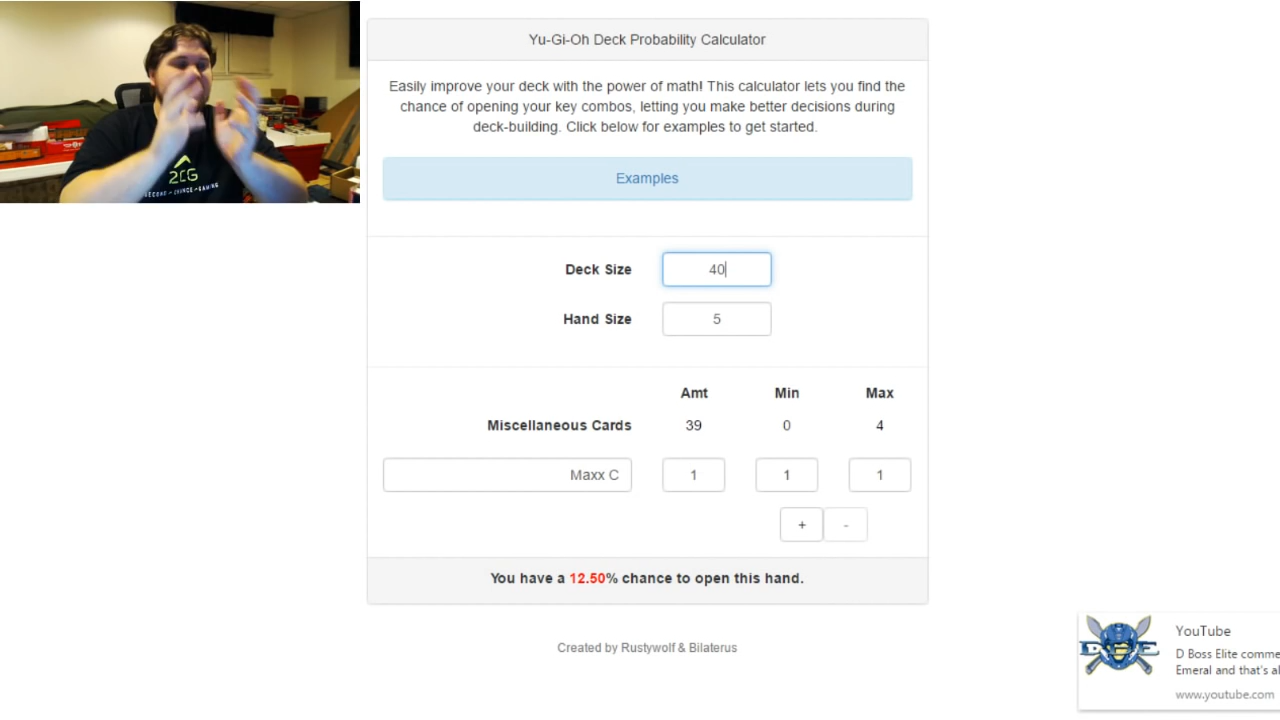 2CG
SECOND CHANCE GAMING
Yu-Gi-Oh Deck Probability Calculator
Easily improve your deck with the power of math! This calculator lets you find the
chance of opening your key combos, letting you make better decisions during
deck-building. Click below for examples to get started.
Examples
Deck Size 40
Hand Size 5
Amt Min Max
Miscellaneous Cards 39 0 4
Maxx C 1 1 1
+ -
You have a 12.50% chance to open this hand.
Created by Rustywolf & Bilaterus
YouTube
D Boss Elite comme
Emeral and that's al
www.youtube.com